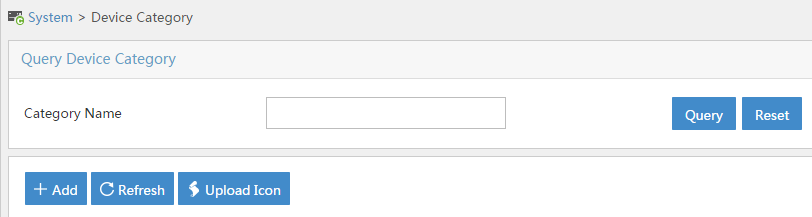 System > Device Category
Query Device Category
Category Name
Query Reset
Add Refresh Upload Icon